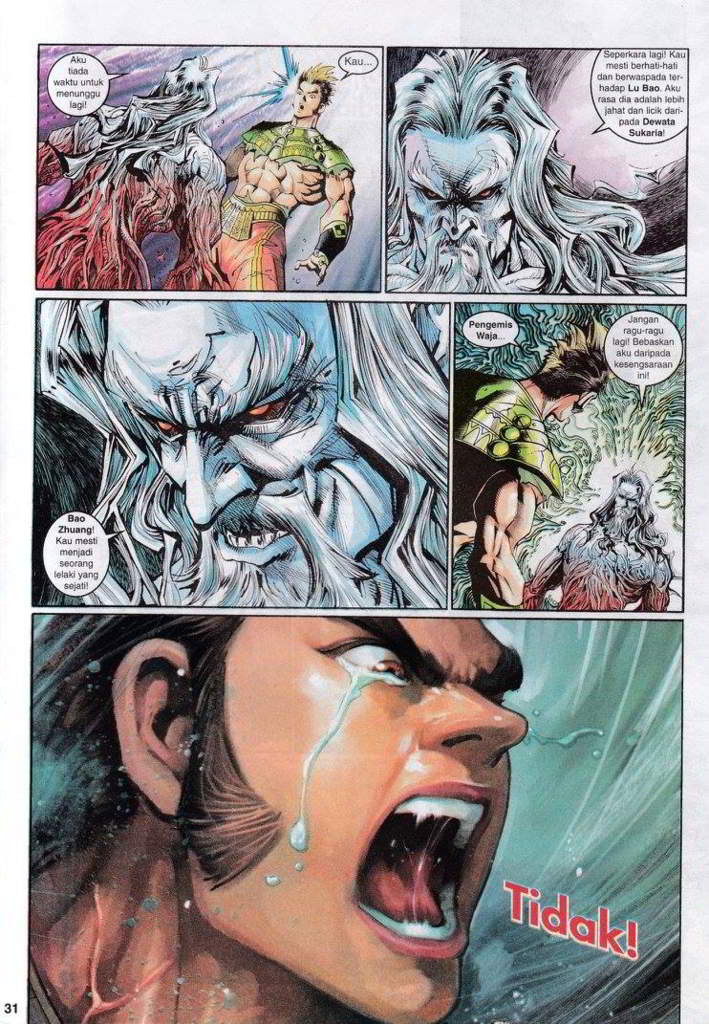 Aku
tiada
waktu untuk
menunggu
lagi!
Kau...
Seperkara lagi! Kau
mesti berhati-hati
dan berwaspada ter-
hadap Lu Bao. Aku
rasa dia adalah lebih
jahat dan licik dari-
pada Dewata
Sukaria!
Bao
Zhuang!
Kau mesti
menjadi
seorang
lelaki yang
sejati!
Pengemis
Waja...
Jangan
ragu-ragu
lagi! Bebaskan
aku daripada
kesengsaraan
ini!
Tidak!
31